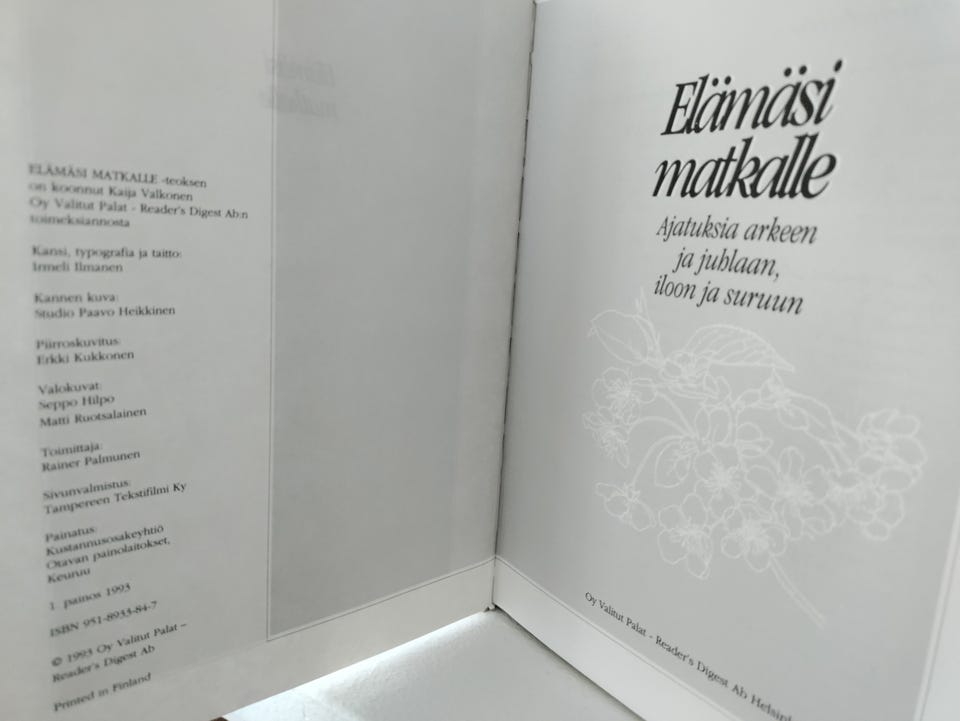 ELÄMÄSI MATKALLE -teoksen
on koonnut Kaija Valkonen
Oy Valitut Palat - Reader's Digest Ab:n
toimeksiannosta
Kansi, typografia ja taitto:
Irmeli Ilmanen
Kannen kuva:
Studio Paavo Heikkinen
Piirroskuvitus:
Erkki Kukkonen
Valokuvat:
Seppo Hilpo
Matti Ruotsalainen
Toimittaja:
Rainer Palmunen
Sivunvalmistus:
Tampereen Tekstifilmi Ky
Painatus:
Kustannusosakeyhtiö
Otavan painolaitokset,
Keuruu
1. painos 1993
ISBN 951-8933-84-7
© 1993 Oy Valitut Palat –
Reader's Digest Ab
Printed in Finland
Elämäsi
matkalle
Ajatuksia arkeen
ja juhlaan,
iloon ja suruun
Oy Valitut Palat - Reader's Digest Ab